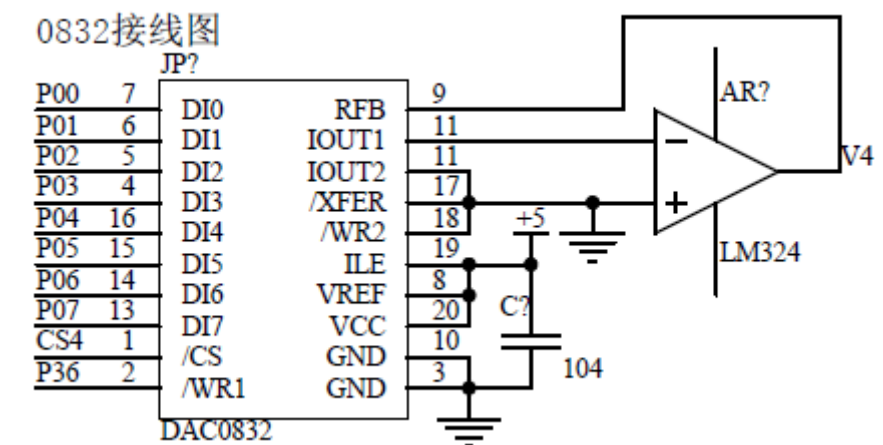 0832接线图
JP?
P00 7 DI0 RFB 9
P01 6 DI1 IOUT1 11
P02 5 DI2 IOUT2 11
P03 4 DI3 /XFER 17
P04 16 DI4 /WR2 18
P05 15 DI5 ILE 19
P06 14 DI6 VREF 8
P07 13 DI7 VCC 20
CS4 1 /CS GND 10
P36 2 /WR1 GND 3
DAC0832
AR?
V4
+5
LM324
C?
104